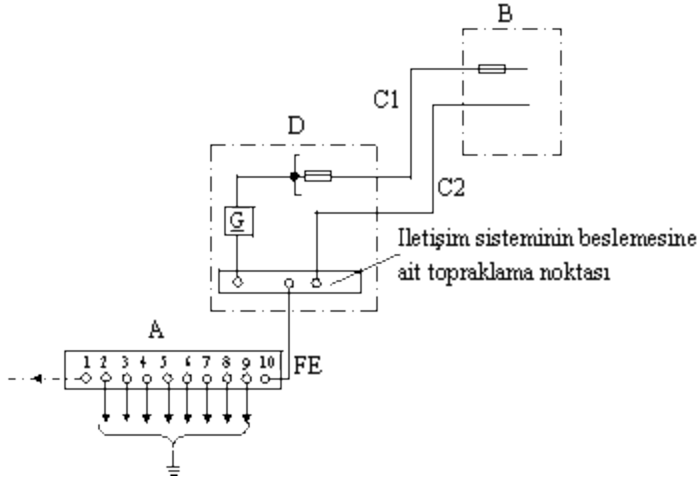 B
C1
D
C2
G
Iletişim sisteminin beslemesine
ait topraklama noktası
A
1 2 3 4 5 6 7 8 9 10
FE